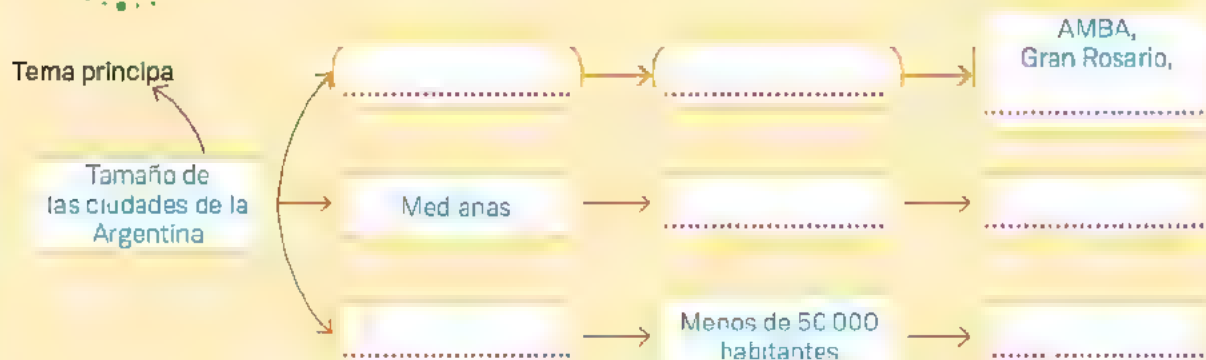 Tema principa
AMBA,
Gran Rosario,
Tamaño de
las ciudades de la
Argentina
Med anas
Menos de 50 000
habitantes